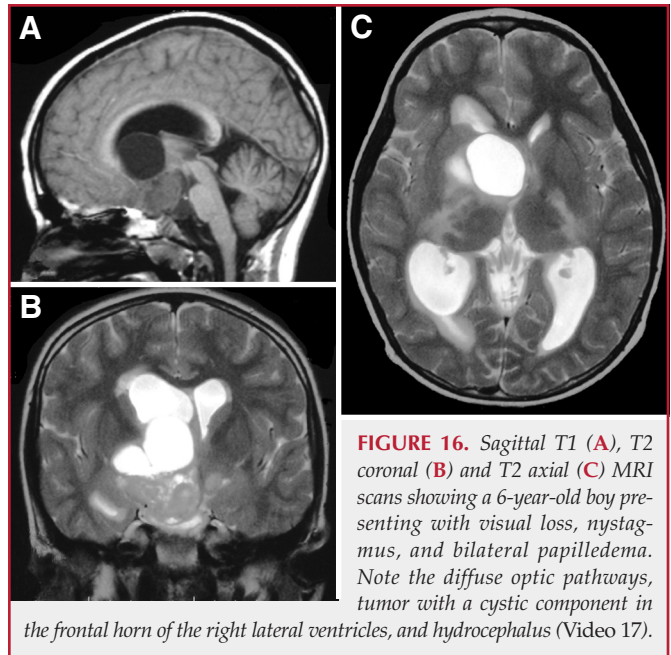 A
C
B
FIGURE 16. Sagittal T1 (A), T2
coronal (B) and T2 axial (C) MRI
scans showing a 6-year-old boy pre-
senting with visual loss, nystag-
mus, and bilateral papilledema.
Note the diffuse optic pathways,
tumor with a cystic component in
the frontal horn of the right lateral ventricles, and hydrocephalus (Video 17).